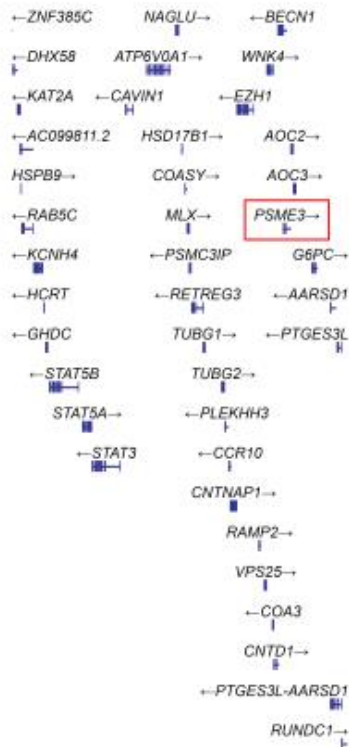 ←ZNF385C NAGLU→ ←BECN1
←DHX58 ATP6V0A1→ WNK4→
←KAT2A ←CAVIN1 ←EZH1
←AC099811.2 HSD17B1→ AOC2→
HSPB9→ COASY→ AOC3→
←RAB5C MLX→ PSME3→
←KCNH4 ←PSMC3IP G6PC→
←HCRT ←RETREG3 ←AARSD1
←GHDC TUBG1→ ←PTGES3L
←STAT5B TUBG2→
STAT5A→ ←PLEKHH3
←STAT3 ←CCR10
CNTNAP1→
RAMP2→
VPS25→
←COA3
CNTD1→
←PTGES3L-AARSD1
RUNDC1→